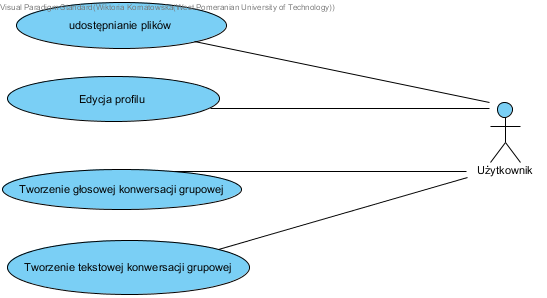 Visual Paradigm Standard(Wiktoria Kornatowska(West Pomeranian University of Technology))
udostępnianie plików
Edycja profilu
Użytkownik
Tworzenie głosowej konwersacji grupowej
Tworzenie tekstowej konwersacji grupowej